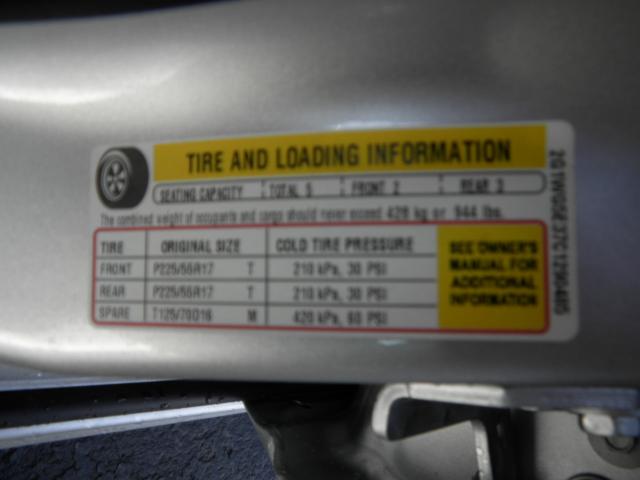 TIRE AND LOADING INFORMATION
SEATING CAPACITY TOTAL 5 FRONT 2 REAR 3
The combined weight of occupants and cargo should never exceed 428 kg or 944 lbs.
TIRE ORIGINAL SIZE COLD TIRE PRESSURE
FRONT P225/55R17 T 210 kPa, 30 PSI
REAR P225/55R17 T 210 kPa, 30 PSI
SPARE T125/70D16 M 420 kPa, 60 PSI
SEE OWNER'S
MANUAL FOR
ADDITIONAL
INFORMATION